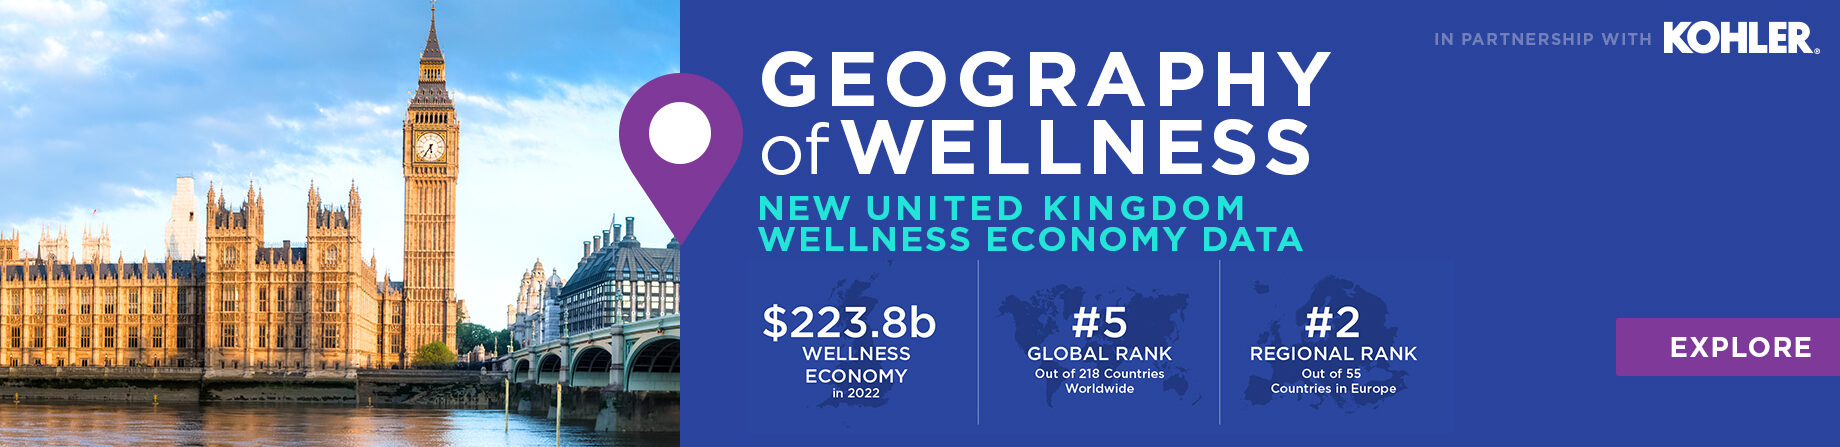 IN PARTNERSHIP WITH KOHLER®
GEOGRAPHY
of WELLNESS
NEW UNITED KINGDOM
WELLNESS ECONOMY DATA
$223.8b
WELLNESS
ECONOMY
in 2022
#5
GLOBAL RANK
Out of 218 Countries
Worldwide
#2
REGIONAL RANK
Out of 55
Countries in Europe
EXPLORE